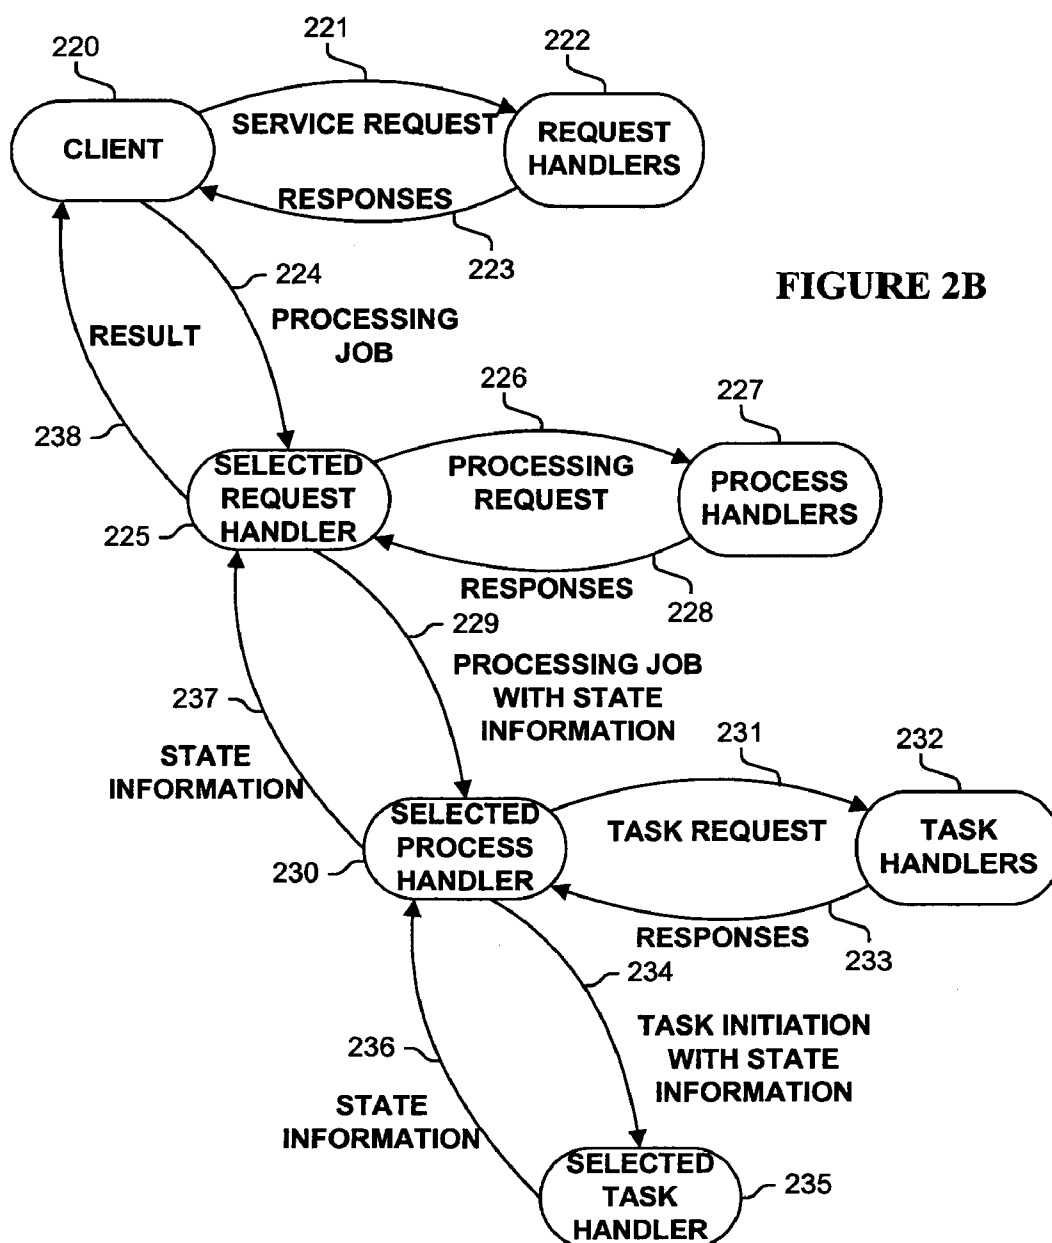 220
221
222
CLIENT
SERVICE REQUEST
REQUEST
HANDLERS
RESPONSES
223
224
FIGURE 2B
RESULT
PROCESSING
JOB
238
226
227
SELECTED
REQUEST
HANDLER
225
PROCESSING
REQUEST
PROCESS
HANDLERS
RESPONSES
228
229
237
PROCESSING JOB
WITH STATE
INFORMATION
STATE
INFORMATION
231
232
SELECTED
PROCESS
HANDLER
230
TASK REQUEST
TASK
HANDLERS
RESPONSES
233
234
236
TASK INITIATION
WITH STATE
INFORMATION
STATE
INFORMATION
SELECTED
TASK
HANDLER
235